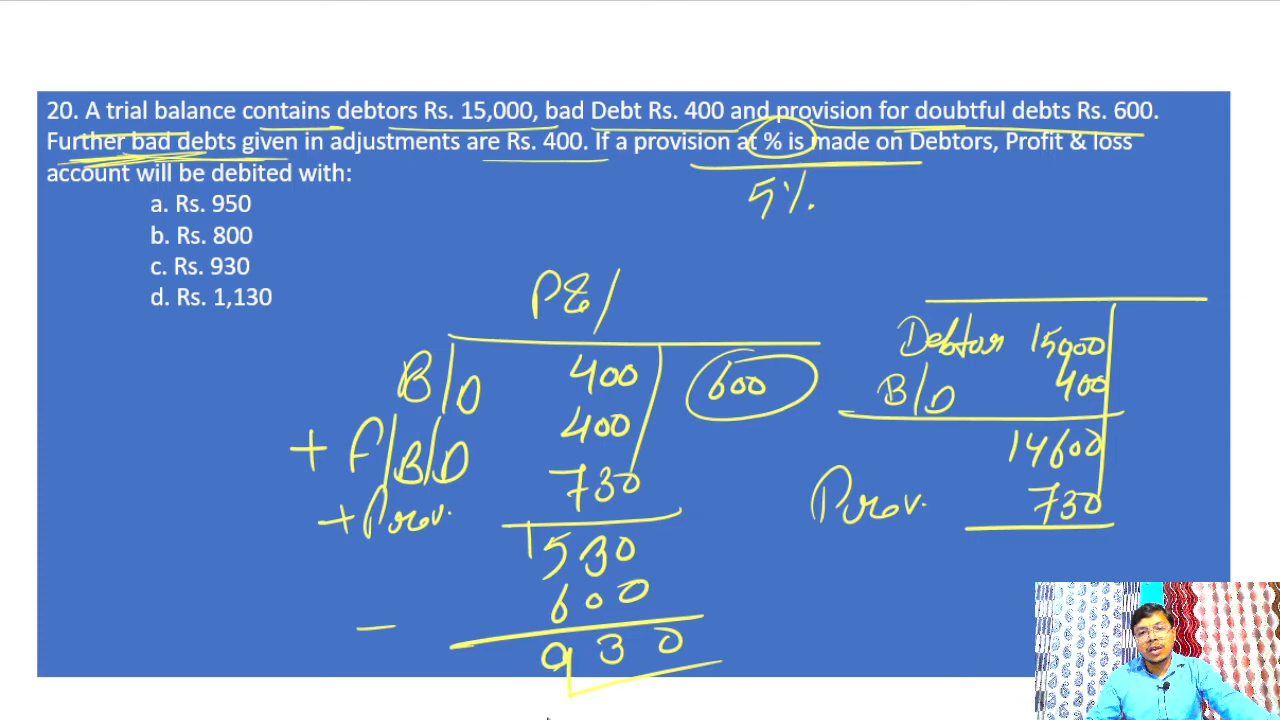 20. A trial balance contains debtors Rs. 15,000, bad Debt Rs. 400 and provision for doubtful debts Rs. 600.
Further bad debts given in adjustments are Rs. 400. If a provision at % is made on Debtors, Profit & loss
account will be debited with:
a. Rs. 950
b. Rs. 800
c. Rs. 930
d. Rs. 1,130
5%
P&/
B/D 400 600
+ F/B/D 400
+ Prov. 730
1530
- 600
930
Debtors 15000
B/D 400
14600
Prov. 730